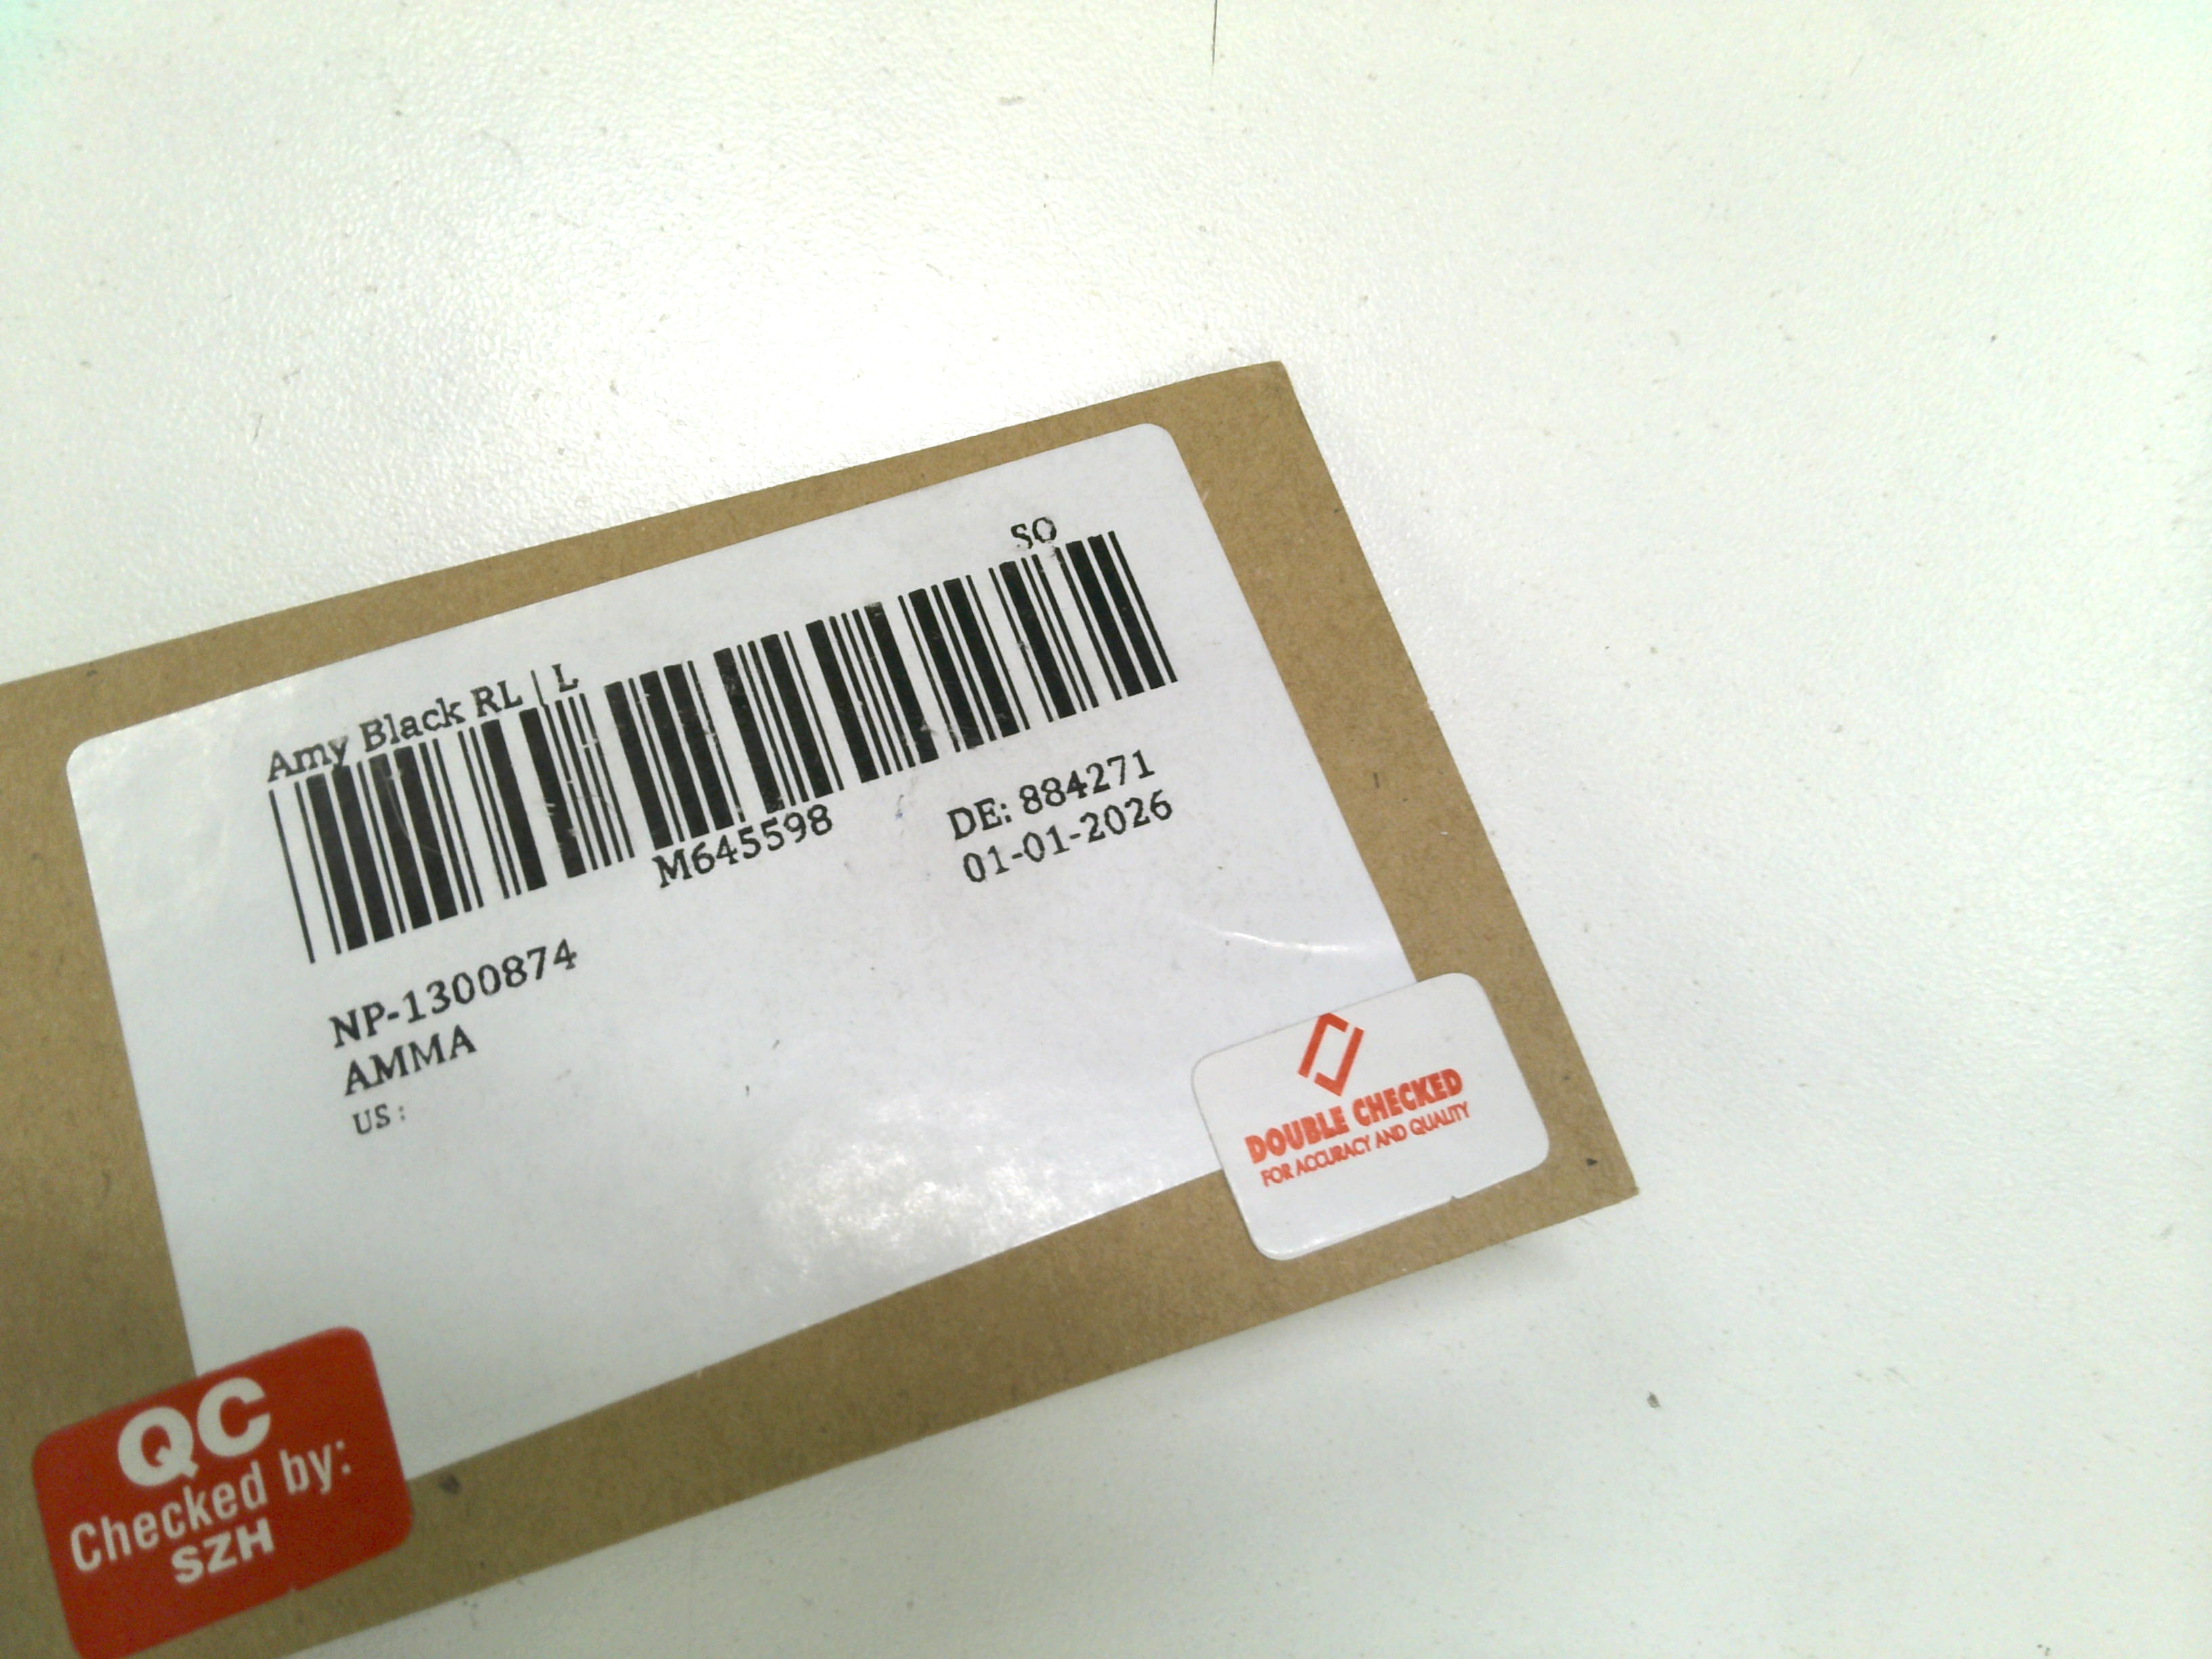 SO
Amy Black RL | L
M645598
DE: 884271
01-01-2026
NP-1300874
AMMA
US :
DOUBLE CHECKED
FOR ACCURACY AND QUALITY
QC
Checked by:
SZH